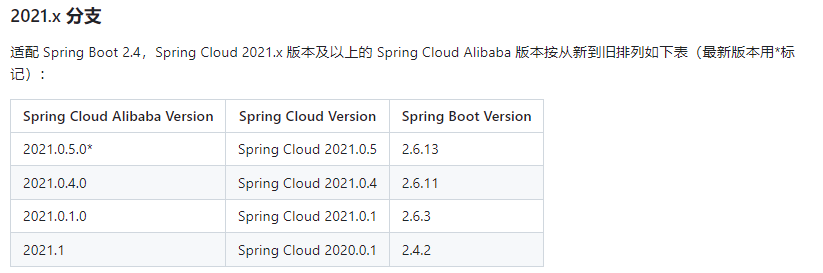 2021.x 分支
适配 Spring Boot 2.4，Spring Cloud 2021.x 版本及以上的 Spring Cloud Alibaba 版本按从新到旧排列如下表（最新版本用*标
记）：
Spring Cloud Alibaba Version Spring Cloud Version Spring Boot Version
2021.0.5.0* Spring Cloud 2021.0.5 2.6.13
2021.0.4.0 Spring Cloud 2021.0.4 2.6.11
2021.0.1.0 Spring Cloud 2021.0.1 2.6.3
2021.1 Spring Cloud 2020.0.1 2.4.2